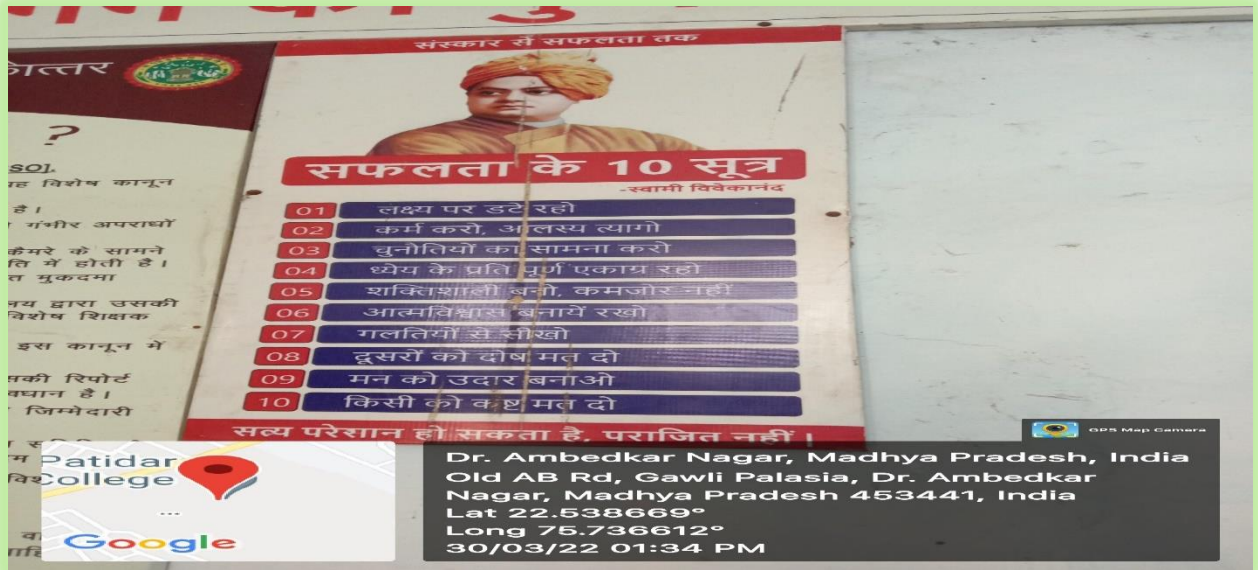 संस्कार से सफलता तक
सफलता के 10 सूत्र
-स्वामी विवेकानंद
01 लक्ष्य पर डटे रहो
02 कर्म करो, आलस्य त्यागो
03 चुनोतियों का सामना करो
04 ध्येय के प्रति पूर्ण एकाग्र रहो
05 शक्तिशाली बनो, कमजोर नहीं
06 आत्मविश्वास बनायें रखो
07 गलतियों से सीखो
08 दूसरों को दोष मत दो
09 मन को उदार बनाओ
10 किसी को कष्ट मत दो
सत्य परेसान हो सकता है, पराजित नहीं।
?
विशेष कानून
है।
गंभीर अपराधों
कैमरे के सामने
में होती है।
मुकदमा
द्वारा उसकी
विशेष शिक्षक
इस कानून में
रिपोर्ट
है।
जिम्मेदारी
Patidar
College
...
Google
GPS Map Camera
Dr. Ambedkar Nagar, Madhya Pradesh, India
Old AB Rd, Gawli Palasia, Dr. Ambedkar
Nagar, Madhya Pradesh 453441, India
Lat 22.538669°
Long 75.736612°
30/03/22 01:34 PM